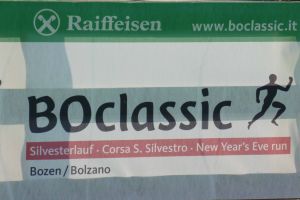 Raiffeisen www.boclassic.it
BOclassic
Silvesterlauf · Corsa S. Silvestro · New Year's Eve run
Bozen / Bolzano